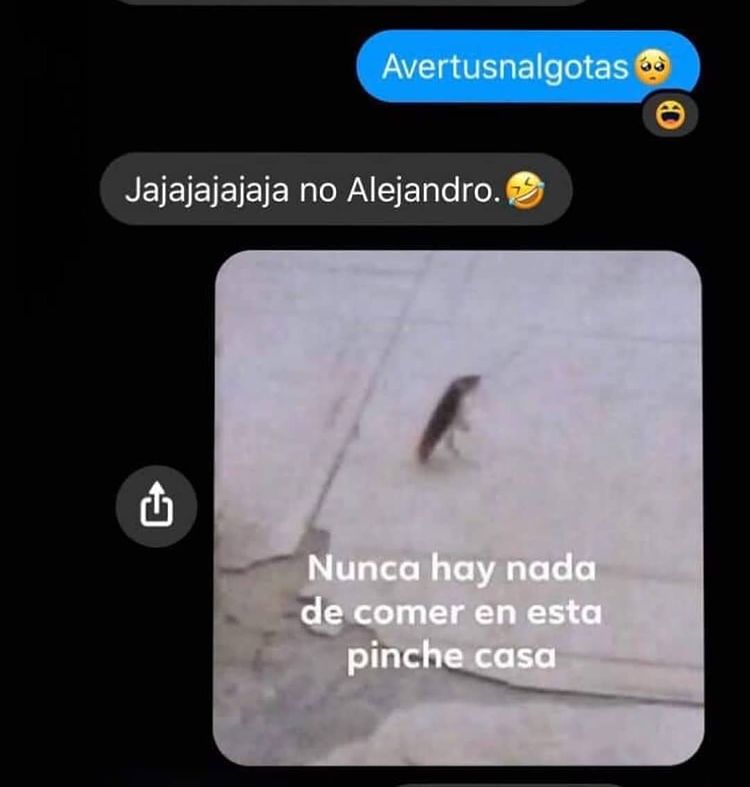 Avertusnalgotas🥺
Jajajajajaja no Alejandro.🤣
Nunca hay nada
de comer en esta
pinche casa